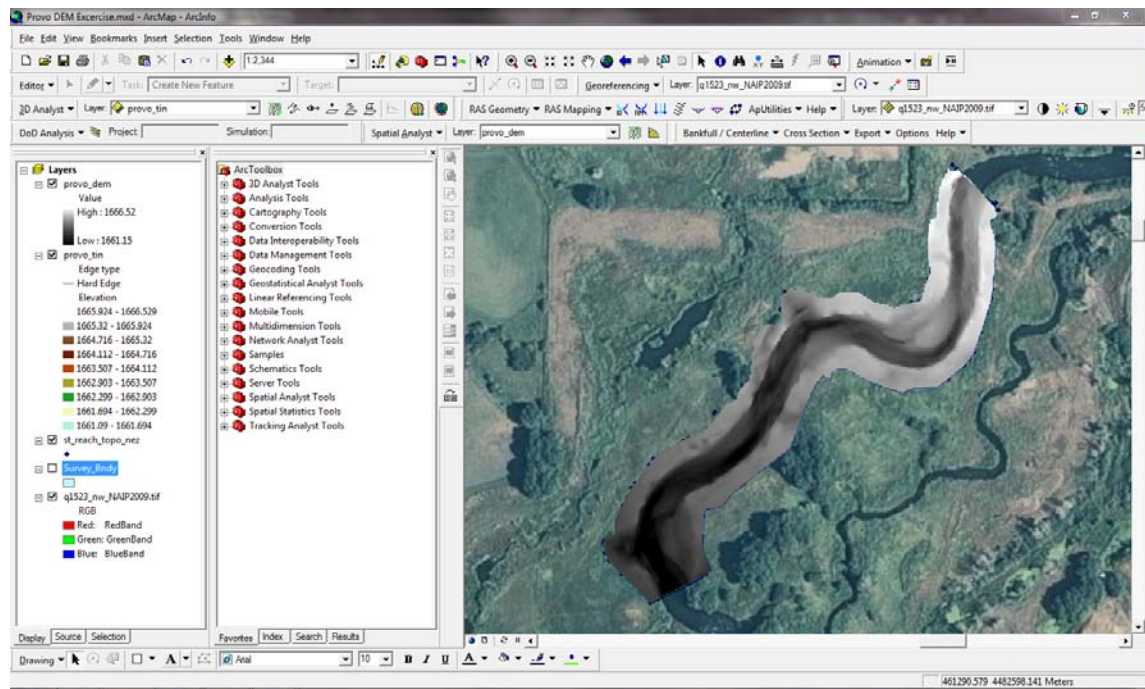 Provo DEM Excercise.mxd - ArcMap - ArcInfo
File Edit View Bookmarks Insert Selection Tools Window Help
1:2,344
Animation
Editor Task: Create New Feature Target: Georeferencing Layer: q1523_nw_NAIP2009.tif
3D Analyst Layer: provo_tin RAS Geometry RAS Mapping ApUtilities Help Layer: q1523_nw_NAIP2009.tif
DoD Analysis Project: Simulation: Spatial Analyst Layer: provo_dem Bankfull / Centerline Cross Section Export Options Help
Layers
provo_dem
Value
High : 1666.52
Low : 1661.15
provo_tin
Edge type
Hard Edge
Elevation
1665.924 - 1666.529
1665.32 - 1665.924
1664.716 - 1665.32
1664.112 - 1664.716
1663.507 - 1664.112
1662.903 - 1663.507
1662.299 - 1662.903
1661.694 - 1662.299
1661.09 - 1661.694
st_reach_topo_nez
Survey_Bndy
q1523_nw_NAIP2009.tif
RGB
Red: RedBand
Green: GreenBand
Blue: BlueBand
Display Source Selection
ArcToolbox
3D Analyst Tools
Analysis Tools
Cartography Tools
Conversion Tools
Data Interoperability Tools
Data Management Tools
Geocoding Tools
Geostatistical Analyst Tools
Linear Referencing Tools
Mobile Tools
Multidimension Tools
Network Analyst Tools
Samples
Schematics Tools
Server Tools
Spatial Analyst Tools
Spatial Statistics Tools
Tracking Analyst Tools
Favorites Index Search Results
Drawing A Arial 10 B I U A
461290.579 4482598.141 Meters